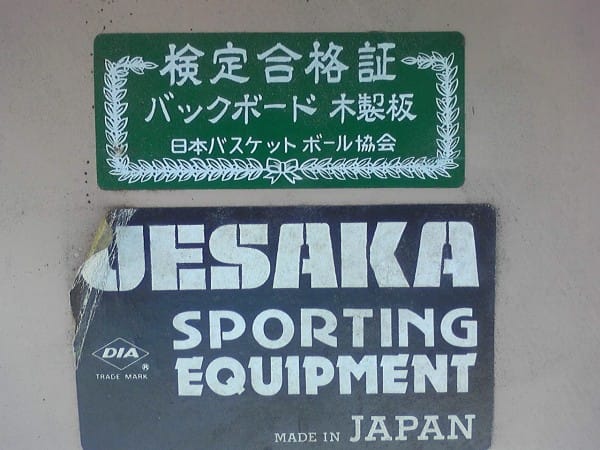 検定合格証
バックボード 木製板
日本バスケット ボール協会
UESAKA
SPORTING
EQUIPMENT
DIA
®
TRADE MARK
MADE IN JAPAN